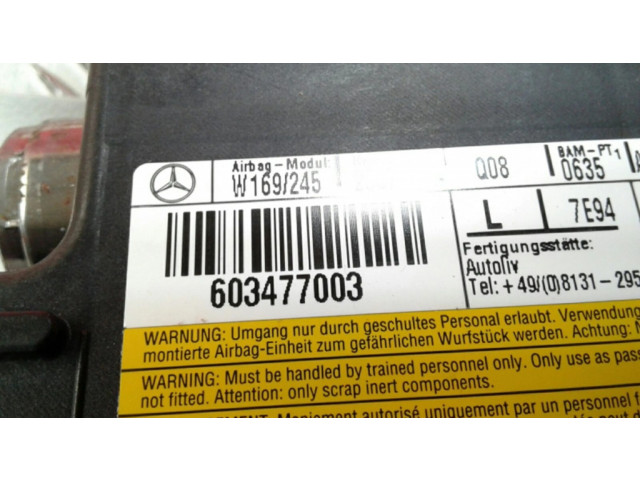 Airbag-Modul
W169/245
Q08
BAM-PT1
0635
L
7E94
Fertigungsstätte:
Autoliv
Tel: +49/(0)8131-295
603477003
WARNUNG: Umgang nur durch geschultes Personal erlaubt. Verwendung
montierte Airbag-Einheit zum gefährlichen Wurfstück werden. Achtung:
WARNING: Must be handled by trained personnel only. Only use as pass
not fitted. Attention: only scrap inert components.
Maniement autorisé uniquement par un personnel f